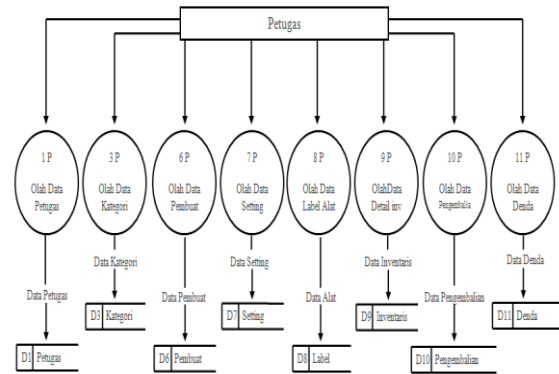 Petugas
1 P
Olah Data
Petugas
3 P
Olah Data
Kategori
6 P
Olah Data
Pembuat
7 P
Olah Data
Setting
8 P
Olah Data
Label Alat
9 P
OlahData
Detail inv
10 P
Olah Data
Pengembalia
11 P
Olah Data
Denda
Data Kategori
Data Setting
Data Inventaris
Data Denda
Data Petugas
Data Pembuat
Data Alat
Data Pengembalian
D3 Kategori
D7 Setting
D9 Inventaris
D11 Denda
D1 Petugas
D6 Pembuat
D8 Label
D10 Pengembalian